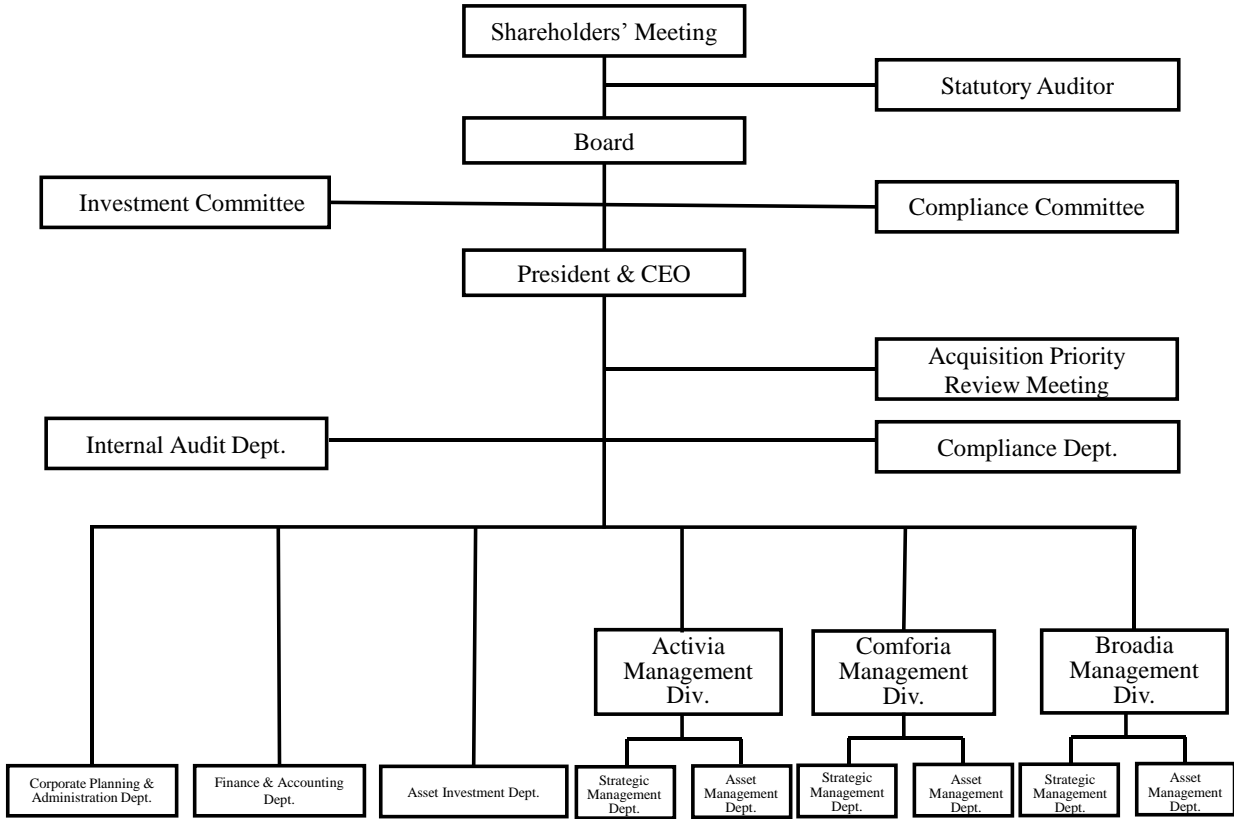 Shareholders’ Meeting
Statutory Auditor
Board
Investment Committee
Compliance Committee
President & CEO
Acquisition Priority
Review Meeting
Internal Audit Dept.
Compliance Dept.
Activia
Management
Div.
Comforia
Management
Div.
Broadia
Management
Div.
Corporate Planning &
Administration Dept.
Finance & Accounting
Dept.
Asset Investment Dept.
Strategic
Management
Dept.
Asset
Management
Dept.
Strategic
Management
Dept.
Asset
Management
Dept.
Strategic
Management
Dept.
Asset
Management
Dept.